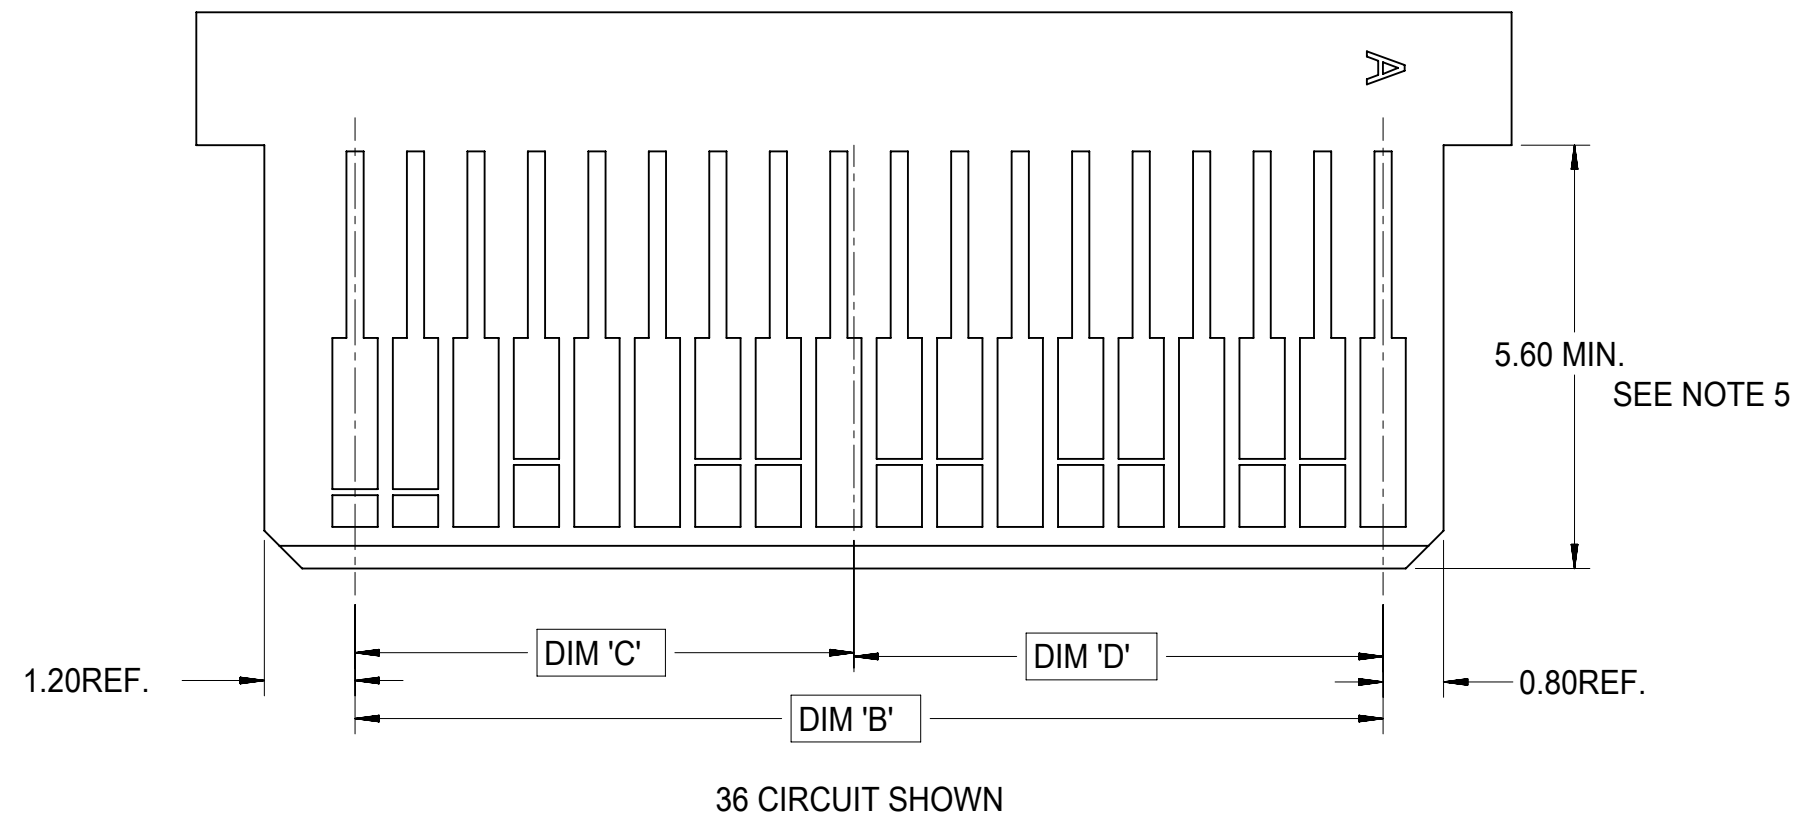 A
5.60 MIN.
SEE NOTE 5
DIM 'C'
DIM 'D'
1.20REF.
0.80REF.
DIM 'B'
36 CIRCUIT SHOWN